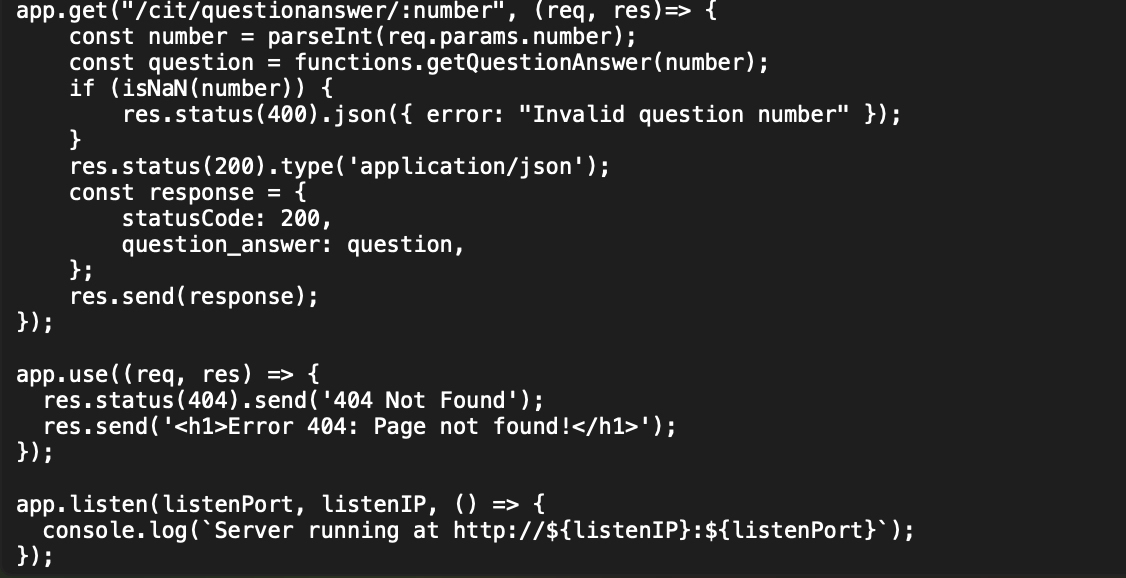 app.get("/cit/questionanswer/:number", (req, res)=> {
    const number = parseInt(req.params.number);
    const question = functions.getQuestionAnswer(number);
    if (isNaN(number)) {
        res.status(400).json({ error: "Invalid question number" });
    }
    res.status(200).type('application/json');
    const response = {
        statusCode: 200,
        question_answer: question,
    };
    res.send(response);
});

app.use((req, res) => {
  res.status(404).send('404 Not Found');
  res.send('<h1>Error 404: Page not found!</h1>');
});

app.listen(listenPort, listenIP, () => {
  console.log(`Server running at http://${listenIP}:${listenPort}`);
});